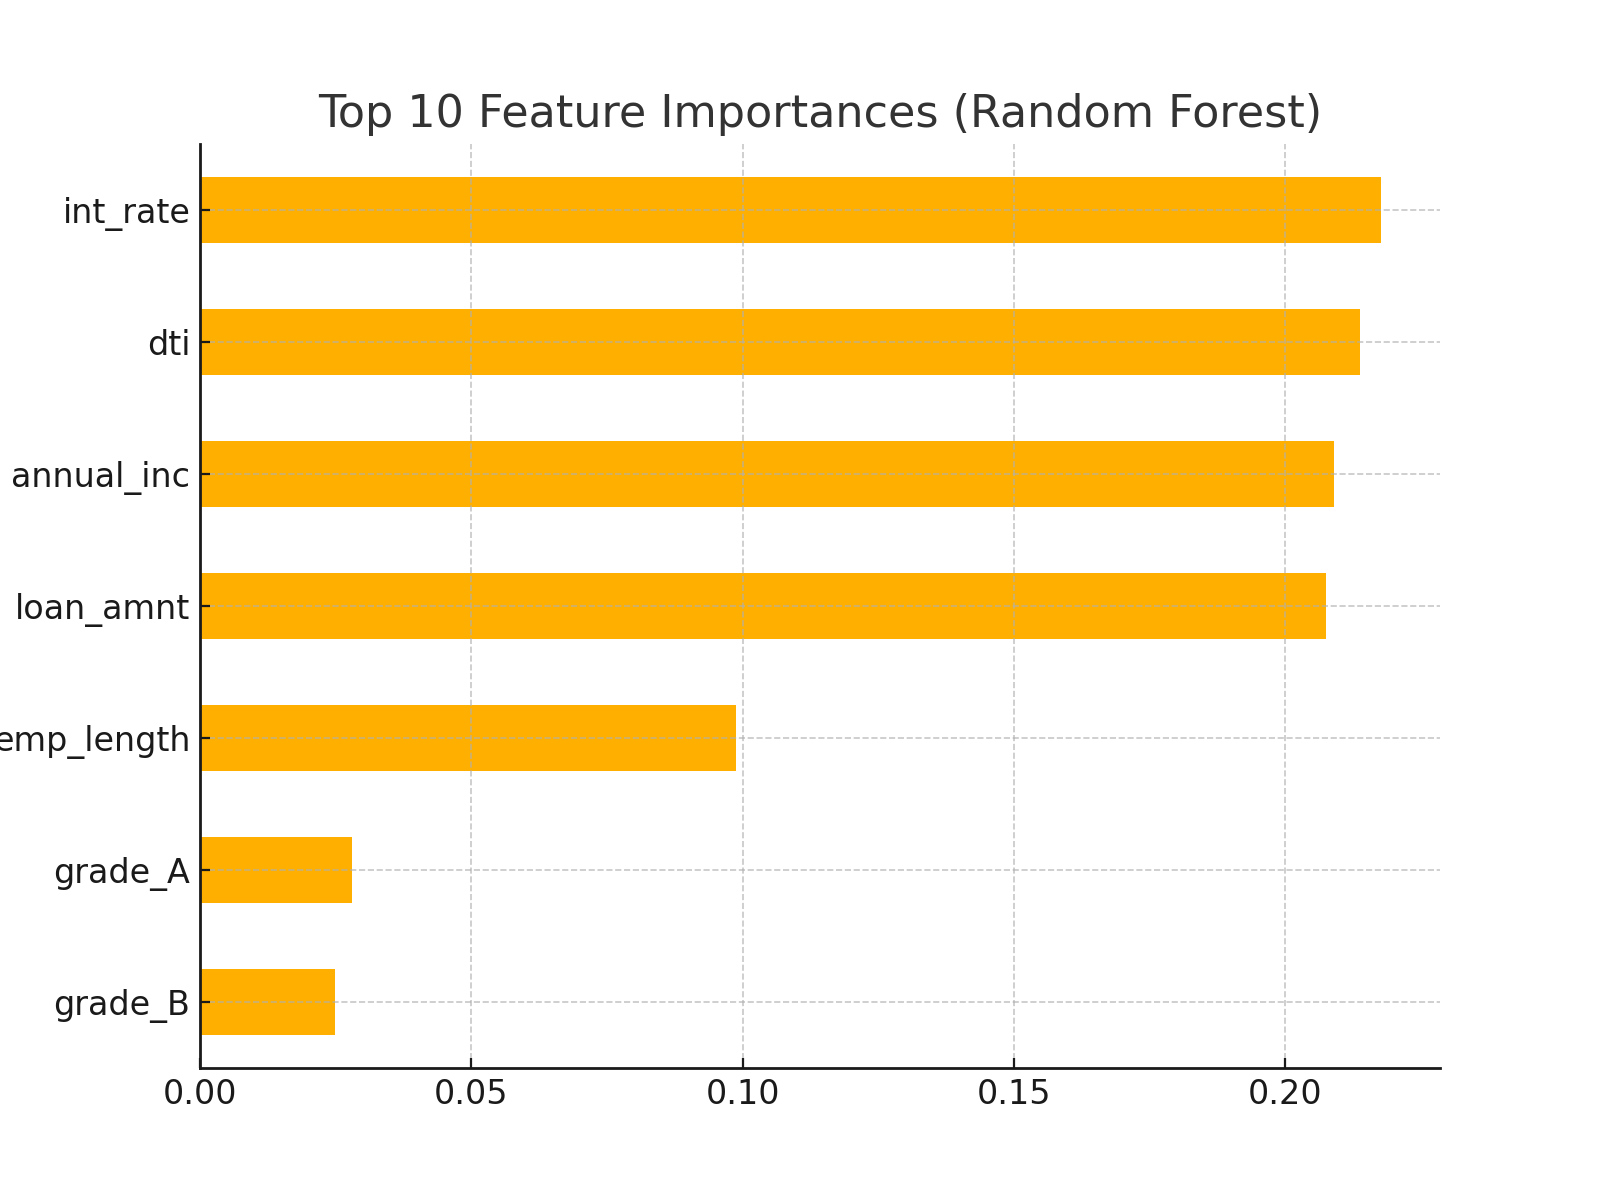 Top 10 Feature Importances (Random Forest)
int_rate
dti
annual_inc
loan_amnt
emp_length
grade_A
grade_B
0.00 0.05 0.10 0.15 0.20